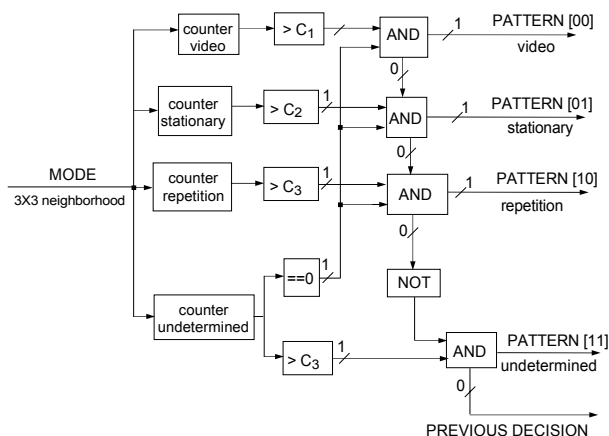 counter
video
> C1
1
AND
1
PATTERN [00]
video
0
counter
stationary
> C2
1
AND
1
PATTERN [01]
stationary
0
MODE
3X3 neighborhood
counter
repetition
> C3
1
AND
1
PATTERN [10]
repetition
0
==0
1
NOT
counter
undetermined
> C3
1
AND
PATTERN [11]
undetermined
0
PREVIOUS DECISION